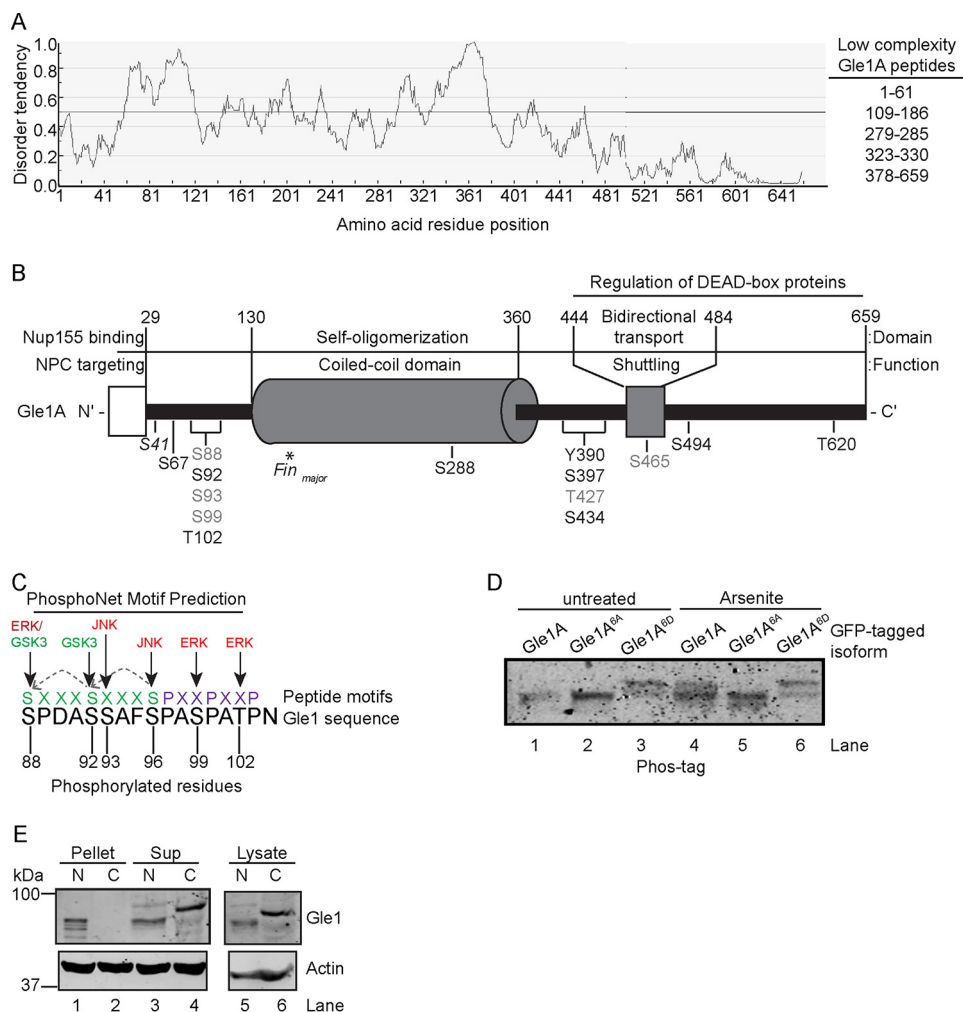 A
Disorder tendency
1.0
0.8
0.6
0.4
0.2
0.0
1 41 81 121 161 201 241 281 321 361 401 441 481 521 561 601 641
Amino acid residue position
Low complexity
Gle1A peptides
1-61
109-186
279-285
323-330
378-659
B
Regulation of DEAD-box proteins
29 130 360 444 Bidirectional 484 659
Nup155 binding Self-oligomerization transport :Domain
NPC targeting Coiled-coil domain Shuttling :Function
Gle1A N' - - C'
S41 S67 S88 * Fin major S288 Y390 S465 S494 T620
S92 S397
S93 T427
S99 S434
T102
C
PhosphoNet Motif Prediction
ERK/ JNK
GSK3 GSK3 JNK ERK ERK
SXXXSXXXSPXXPXXP Peptide motifs
SPDASSAFSPASPATPN Gle1 sequence
88 92 93 96 99 102
Phosphorylated residues
D
untreated Arsenite
Gle1A Gle1A6A Gle1A6D Gle1A Gle1A6A Gle1A6D GFP-tagged
isoform
1 2 3 4 5 6 Lane
Phos-tag
E
Pellet Sup Lysate
kDa N C N C N C
100
Gle1
Actin
37
1 2 3 4 5 6 Lane